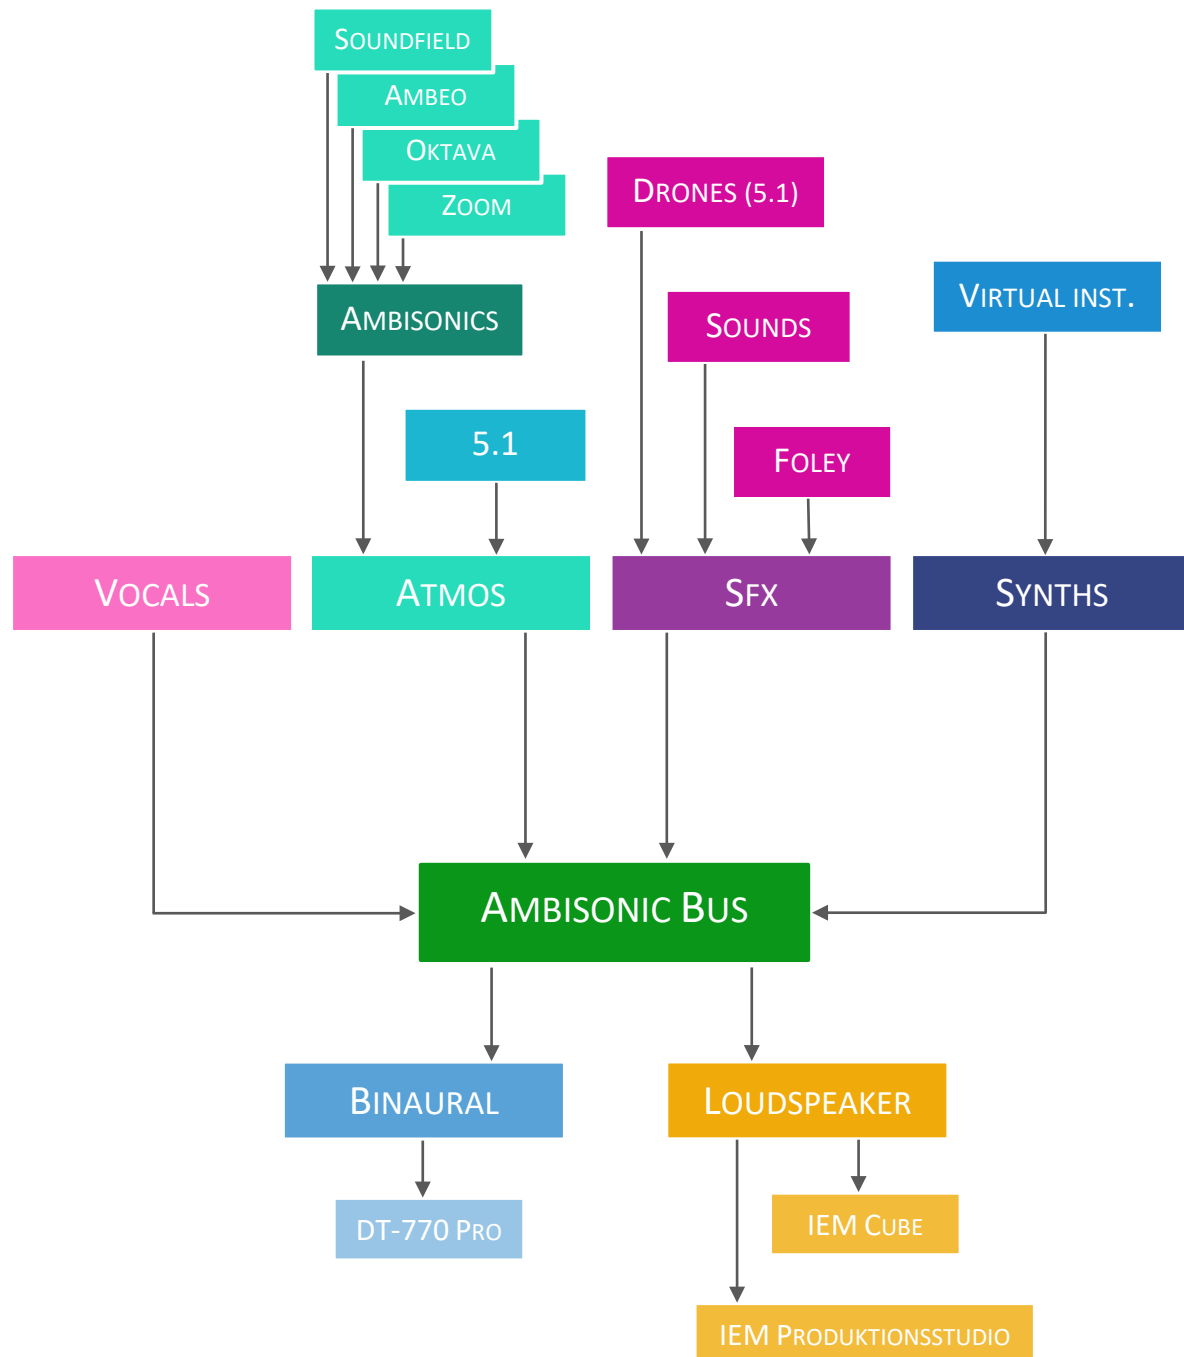 SOUNDFIELD
AMBEO
OKTAVA
ZOOM
DRONES (5.1)
AMBISONICS
SOUNDS
VIRTUAL INST.
5.1
FOLEY
VOCALS
ATMOS
SFX
SYNTHS
AMBISONIC BUS
BINAURAL
LOUDSPEAKER
DT-770 PRO
IEM CUBE
IEM PRODUKTIONSSTUDIO